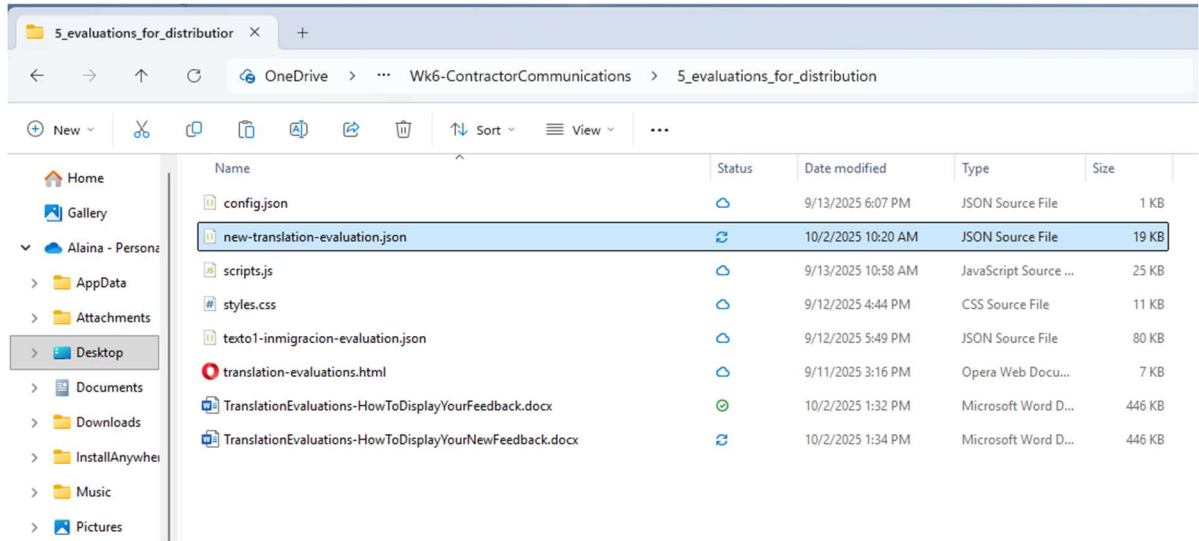 5_evaluations_for_distribution
OneDrive > ... Wk6-ContractorCommunications > 5_evaluations_for_distribution
New Sort View ...
Name Status Date modified Type Size
config.json 9/13/2025 6:07 PM JSON Source File 1 KB
new-translation-evaluation.json 10/2/2025 10:20 AM JSON Source File 19 KB
scripts.js 9/13/2025 10:58 AM JavaScript Source ... 25 KB
styles.css 9/12/2025 4:44 PM CSS Source File 11 KB
texto1-inmigracion-evaluation.json 9/12/2025 5:49 PM JSON Source File 80 KB
translation-evaluations.html 9/11/2025 3:16 PM Opera Web Docu... 7 KB
TranslationEvaluations-HowToDisplayYourFeedback.docx 10/2/2025 1:32 PM Microsoft Word D... 446 KB
TranslationEvaluations-HowToDisplayYourNewFeedback.docx 10/2/2025 1:34 PM Microsoft Word D... 446 KB
Home
Gallery
Alaina - Persona
AppData
Attachments
Desktop
Documents
Downloads
InstallAnywher
Music
Pictures